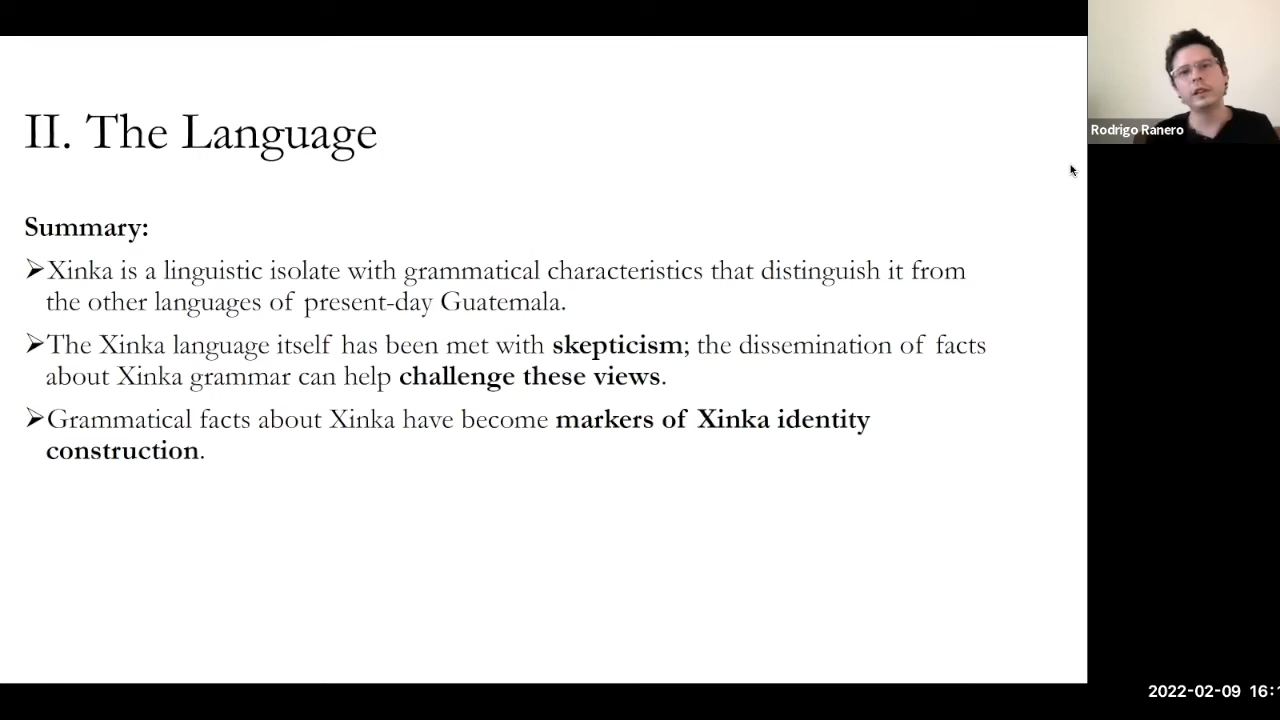 II. The Language
Summary:
➢Xinka is a linguistic isolate with grammatical characteristics that distinguish it from
the other languages of present-day Guatemala.
➢The Xinka language itself has been met with skepticism; the dissemination of facts
about Xinka grammar can help challenge these views.
➢Grammatical facts about Xinka have become markers of Xinka identity
construction.
Rodrigo Ranero
2022-02-09